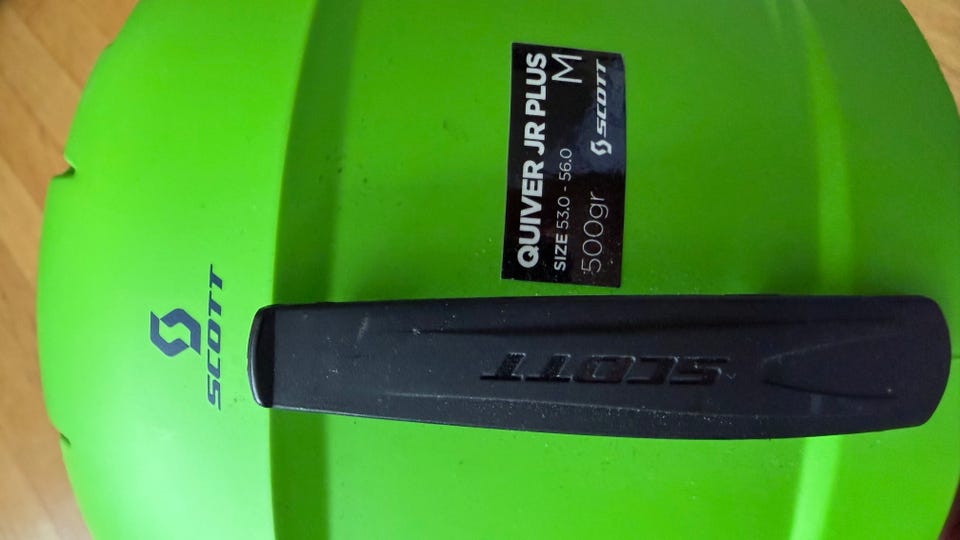 QUIVER JR PLUS
SIZE 53.0 - 56.0 M
500gr SCOTT
SCOTT
SCOTT